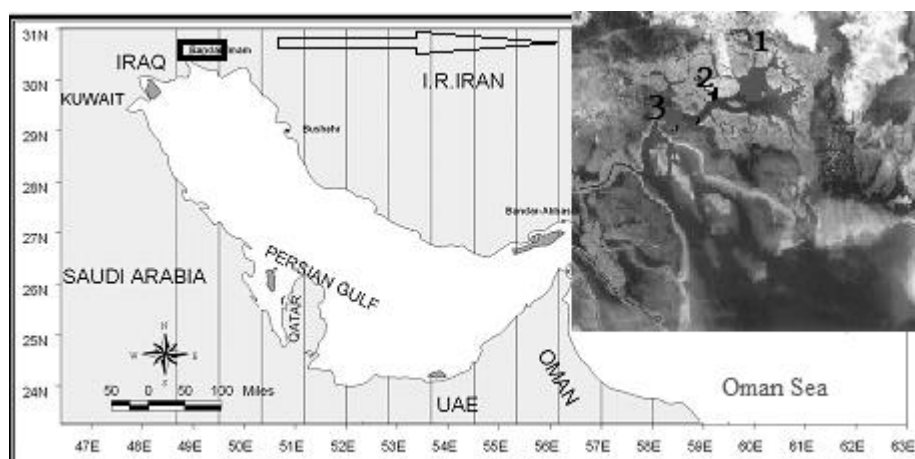 31N
30N
29N
28N
27N
26N
25N
24N
IRAQ
Bandar-Imam
I.R.IRAN
KUWAIT
Bushehr
Bandar-Abbas
SAUDI ARABIA
PERSIAN GULF
QATAR
N
W E
S
50 0 50 100 Miles
UAE
OMAN
Oman Sea
1
2
3
47E 48E 49E 50E 51E 52E 53E 54E 55E 56E 57E 58E 59E 60E 61E 62E 63E